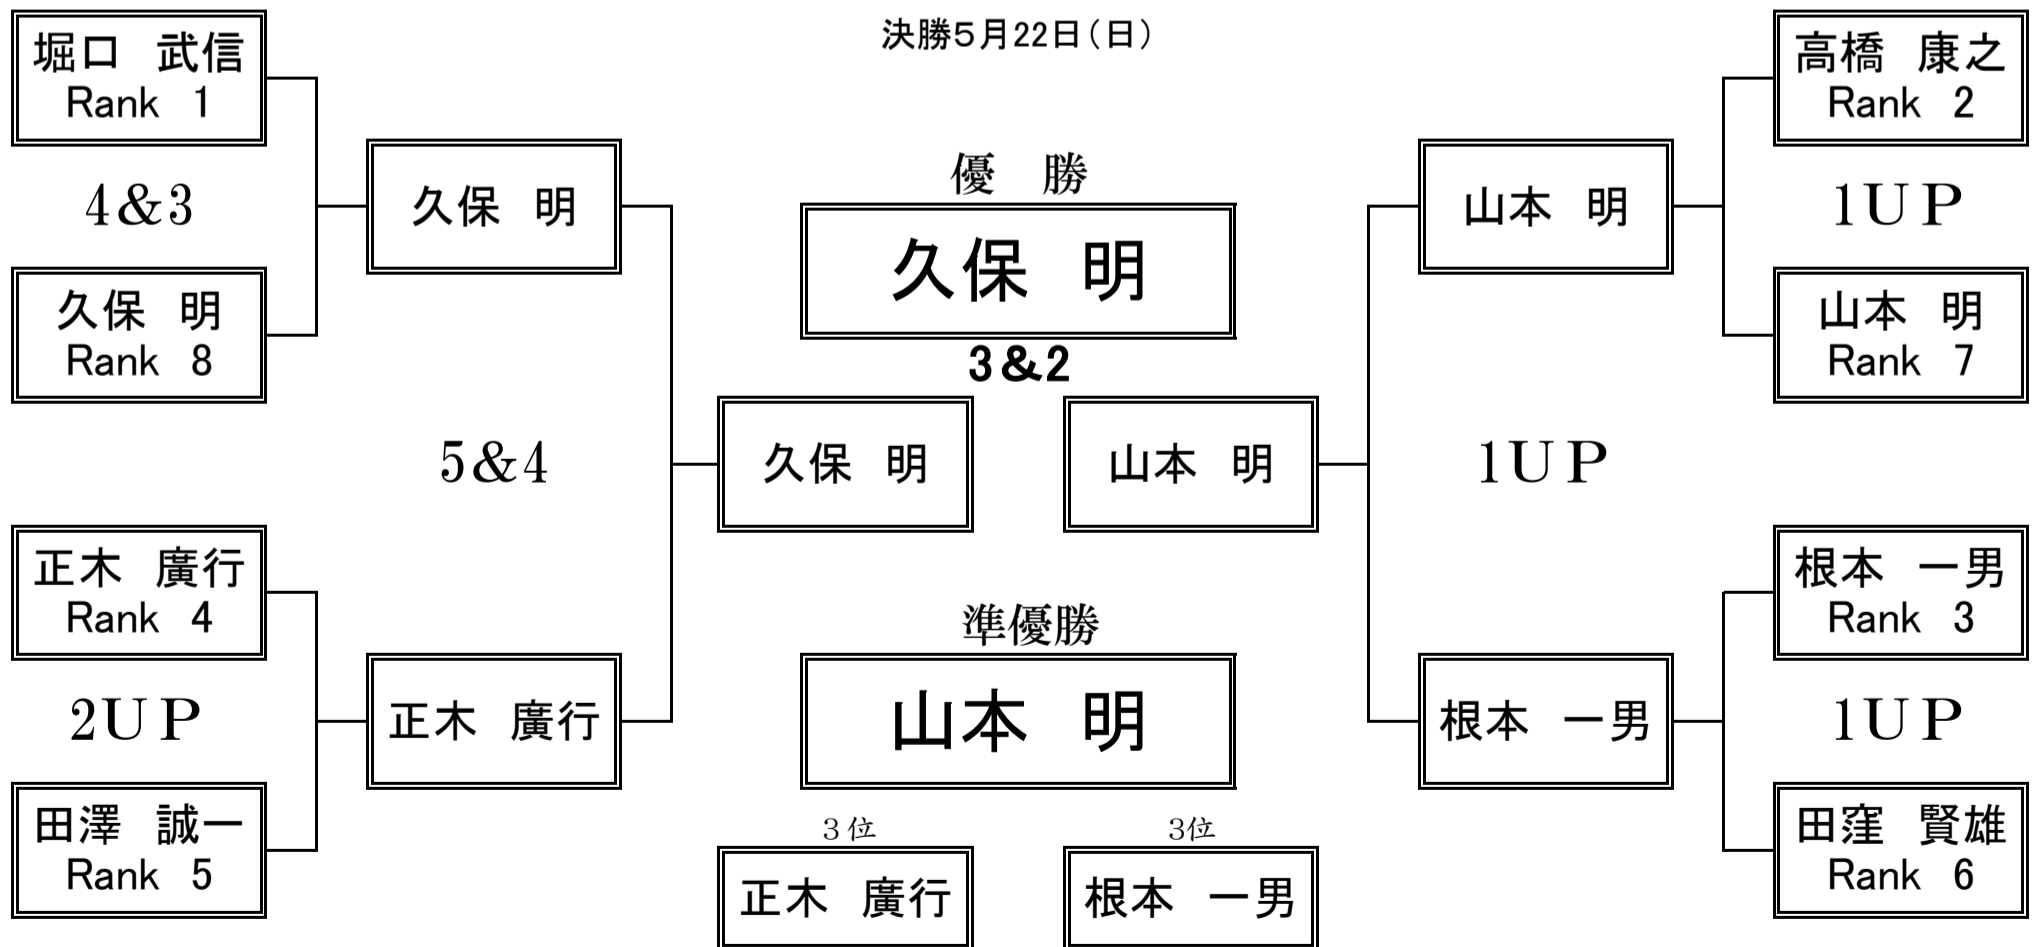 決勝5月22日(日)
堀口　武信
Rank 1
4&3
久保　明
Rank 8
久保　明
5&4
正木　廣行
Rank 4
2UP
田澤　誠一
Rank 5
正木　廣行
優　勝
久保　明
3&2
久保　明
山本　明
準優勝
山本　明
３位
正木　廣行
3位
根本　一男
山本　明
1UP
根本　一男
高橋　康之
Rank 2
1UP
山本　明
Rank 7
根本　一男
Rank 3
1UP
田窪　賢雄
Rank 6